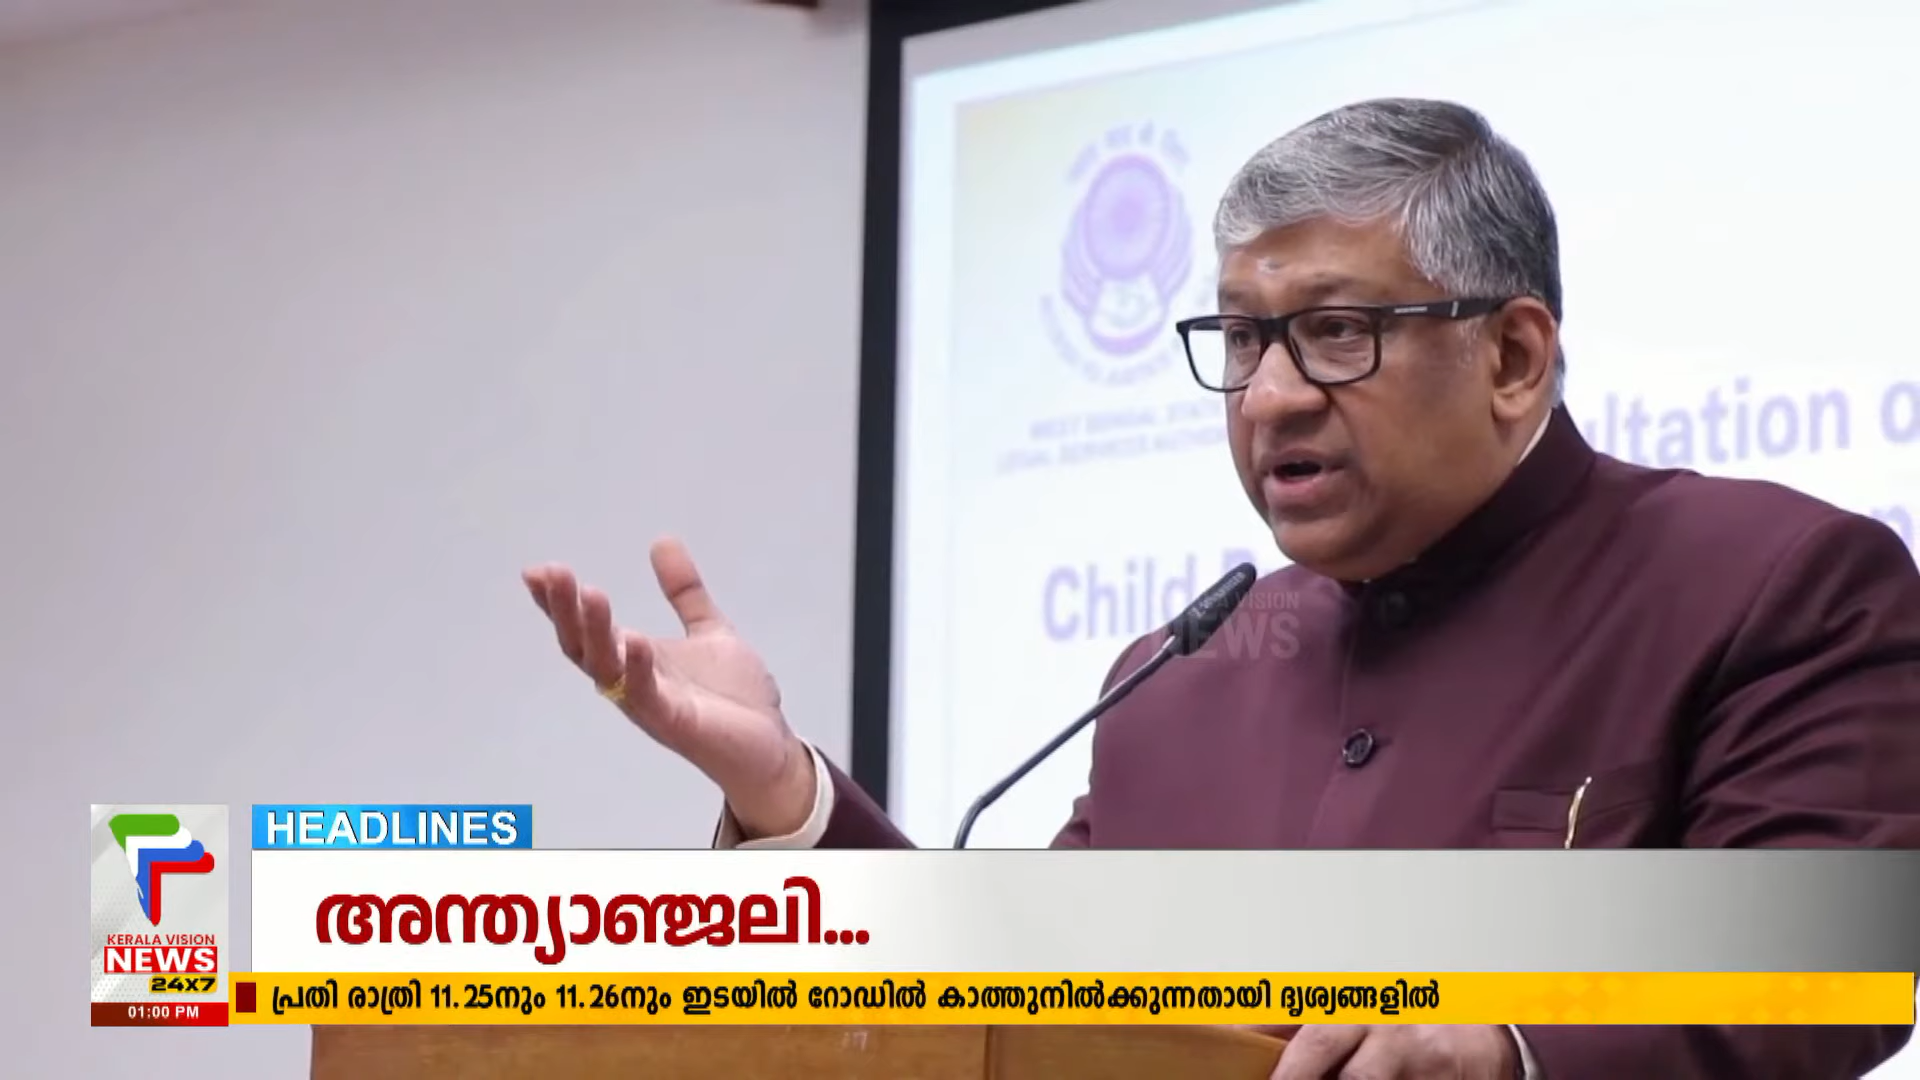 ultation o
Child
HEADLINES
അന്ത്യാഞ്ജലി...
KERALA VISION
NEWS
24x7
01:00 PM
പ്രതി രാത്രി 11.25നും 11.26നും ഇടയിൽ റോഡിൽ കാത്തുനിൽക്കുന്നതായി ദൃശ്യങ്ങളിൽ